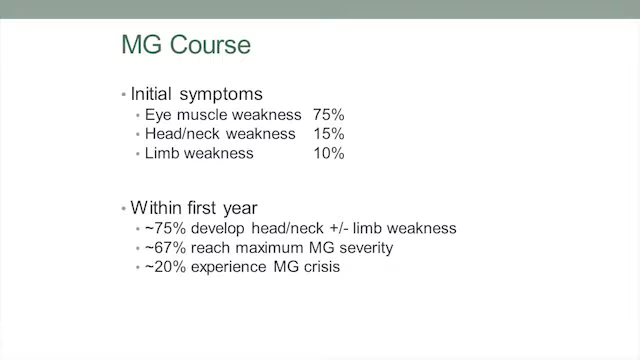 MG Course
• Initial symptoms
• Eye muscle weakness 75%
• Head/neck weakness 15%
• Limb weakness 10%
• Within first year
• ~75% develop head/neck +/- limb weakness
• ~67% reach maximum MG severity
• ~20% experience MG crisis